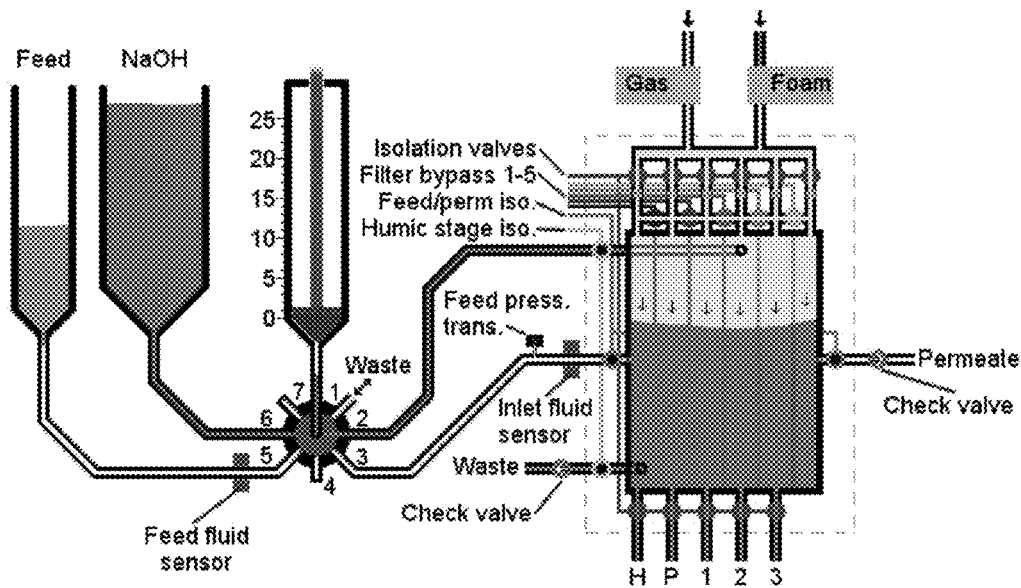 Feed
NaOH
Gas
Foam
25
20
15
10
5
0
Isolation valves
Filter bypass 1-5
Feed/perm iso.
Humic stage iso.
Feed press.
trans.
Waste
7
1
6
2
5
3
4
Inlet fluid
sensor
Permeate
Check valve
Waste
Check valve
Feed fluid
sensor
H P 1 2 3